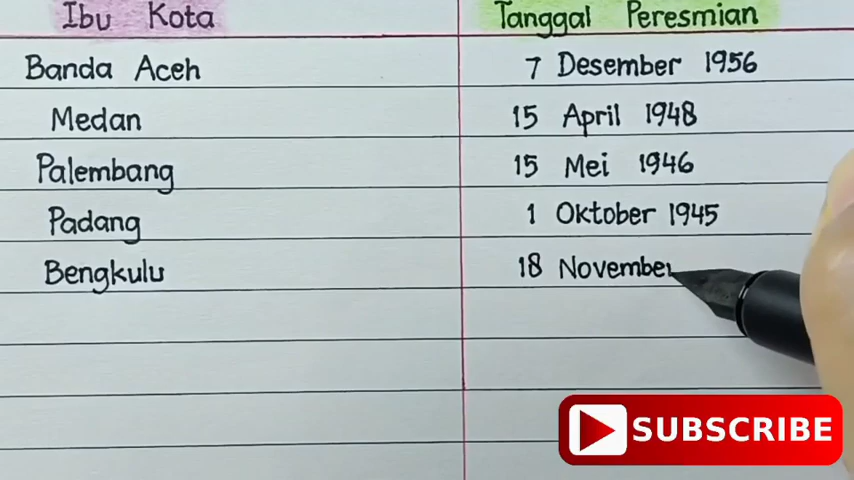 Ibu Kota Tanggal Peresmian
Banda Aceh 7 Desember 1956
Medan 15 April 1948
Palembang 15 Mei 1946
Padang 1 Oktober 1945
Bengkulu 18 November
SUBSCRIBE